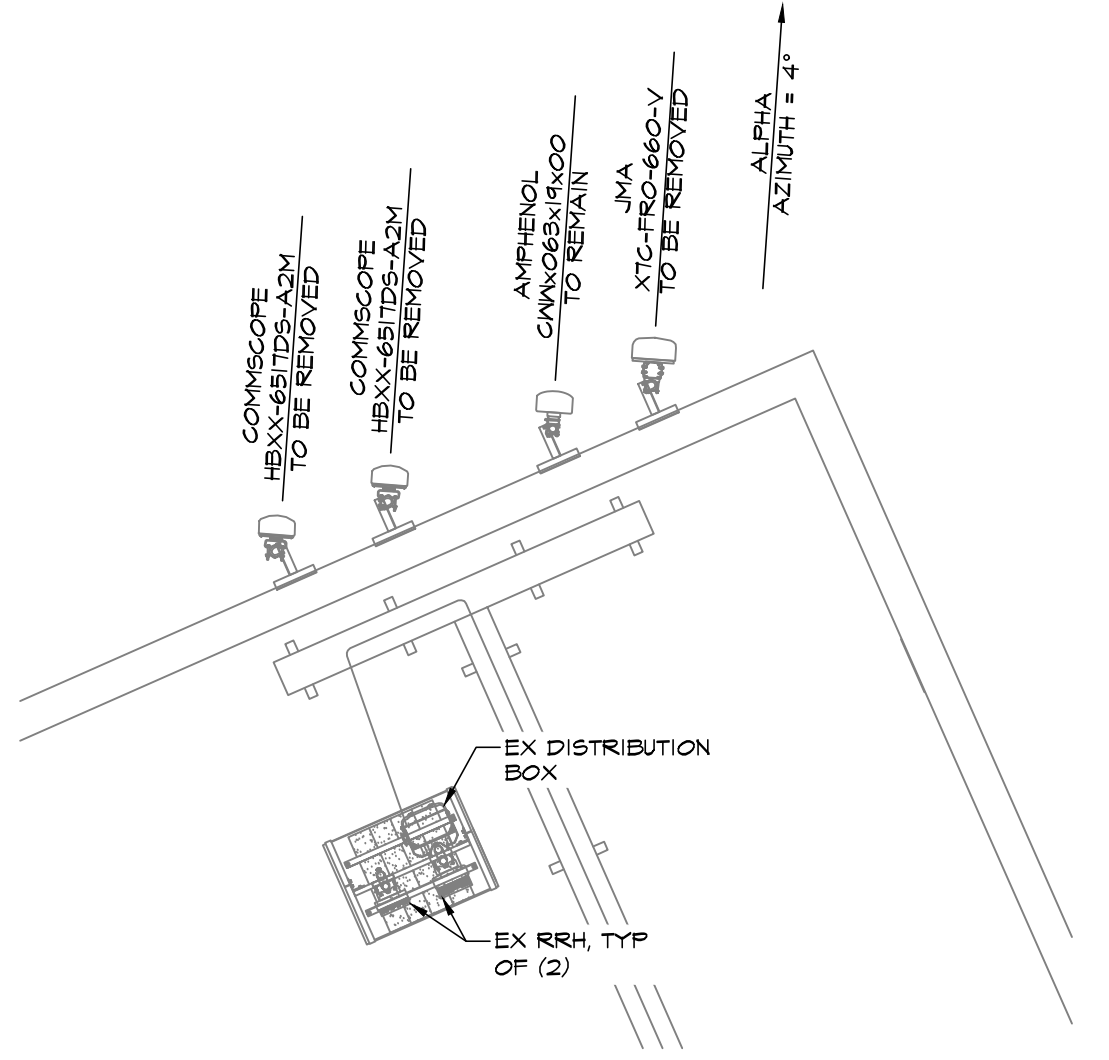 COMMSCOPE
HBXX-6517DS-A2M
TO BE REMOVED
COMMSCOPE
HBXX-6517DS-A2M
TO BE REMOVED
AMPHENOL
CWWX063X19X00
TO REMAIN
JMA
X7C-FRO-660-V
TO BE REMOVED
ALPHA
AZIMUTH = 4°
EX DISTRIBUTION
BOX
EX RRH, TYP
OF (2)